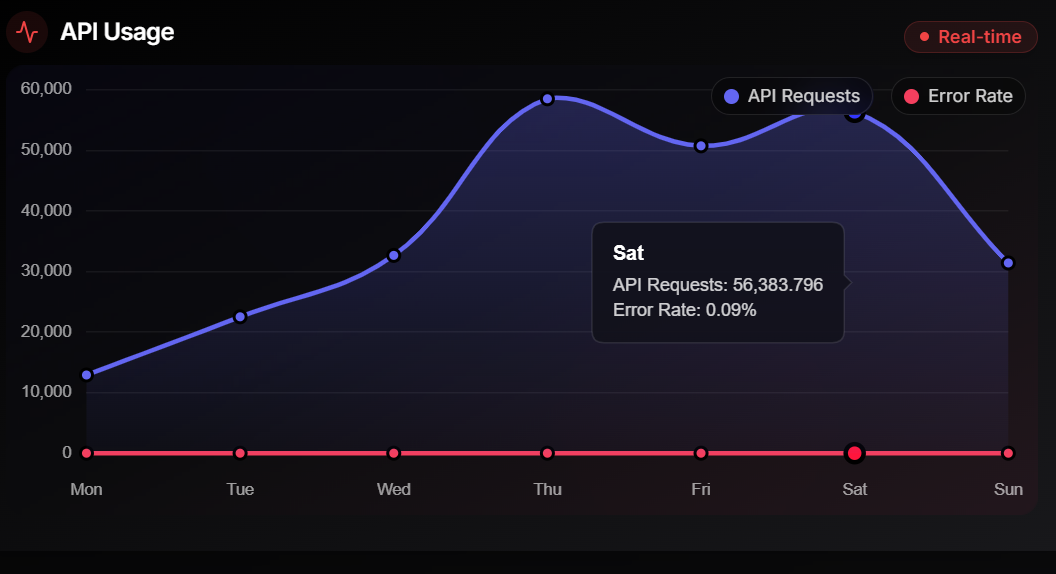 API Usage
Real-time
API Requests
Error Rate
60,000
50,000
40,000
30,000
20,000
10,000
0
Sat
API Requests: 56,383.796
Error Rate: 0.09%
Mon Tue Wed Thu Fri Sat Sun